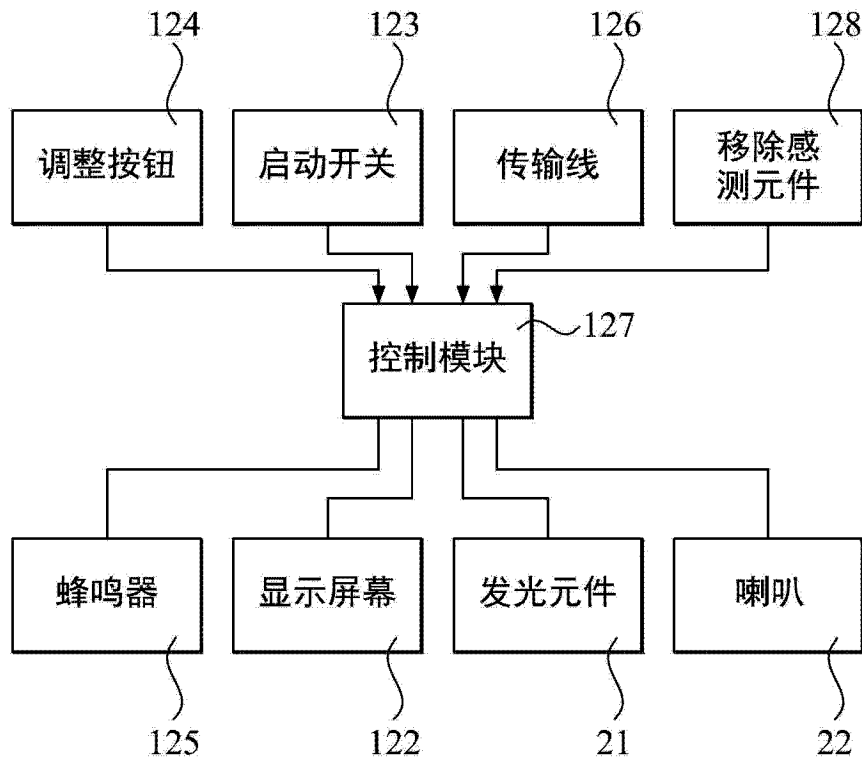 124 123 126 128
调整按钮
启动开关
传输线
移除感
测元件
127
控制模块
蜂鸣器
显示屏幕
发光元件
喇叭
125 122 21 22